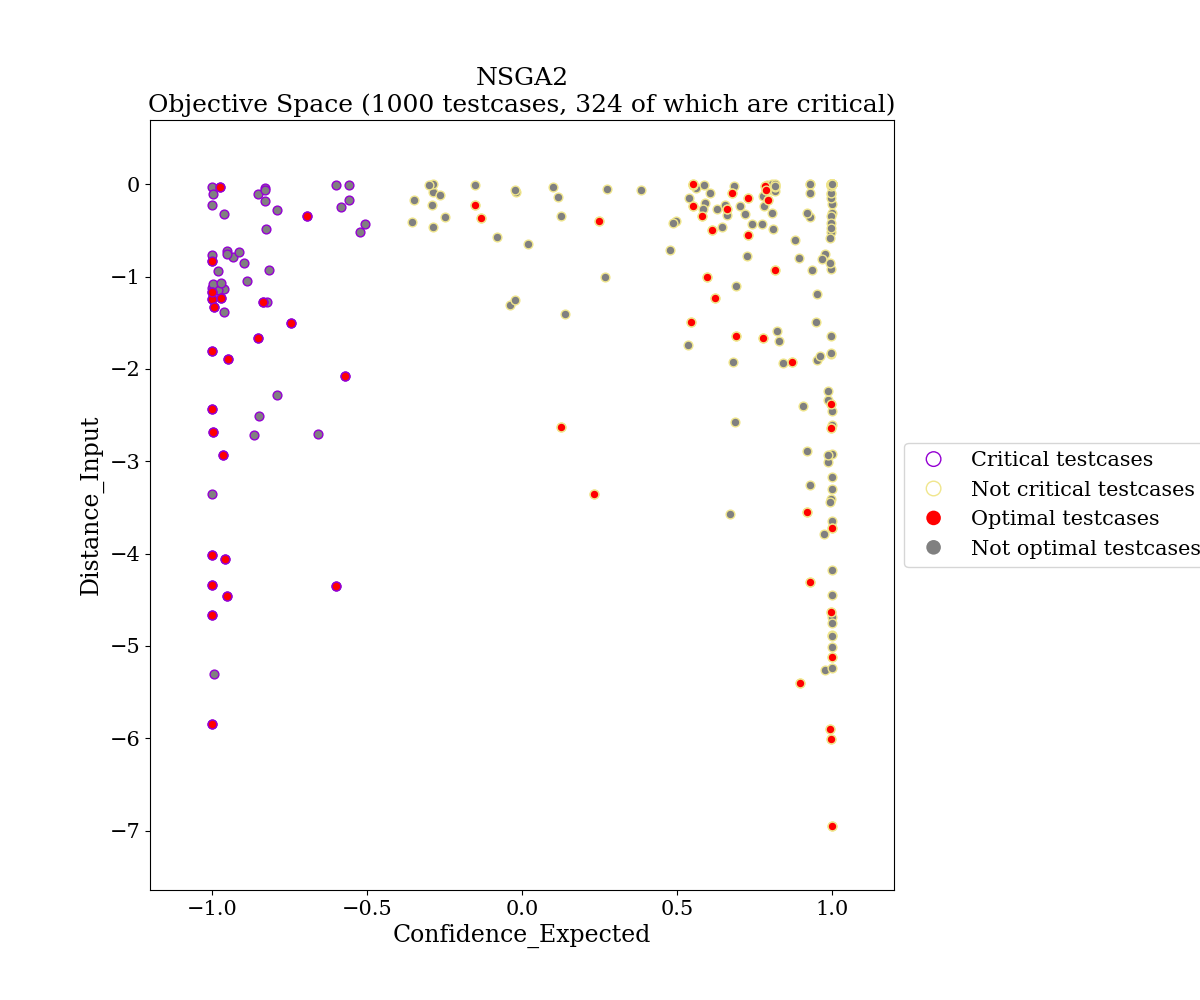 NSGA2
Objective Space (1000 testcases, 324 of which are critical)
0
−1
−2
−3
−4
−5
−6
−7
Distance_Input
−1.0
−0.5
0.0
0.5
1.0
Confidence_Expected
Critical testcases
Not critical testcases
Optimal testcases
Not optimal testcases